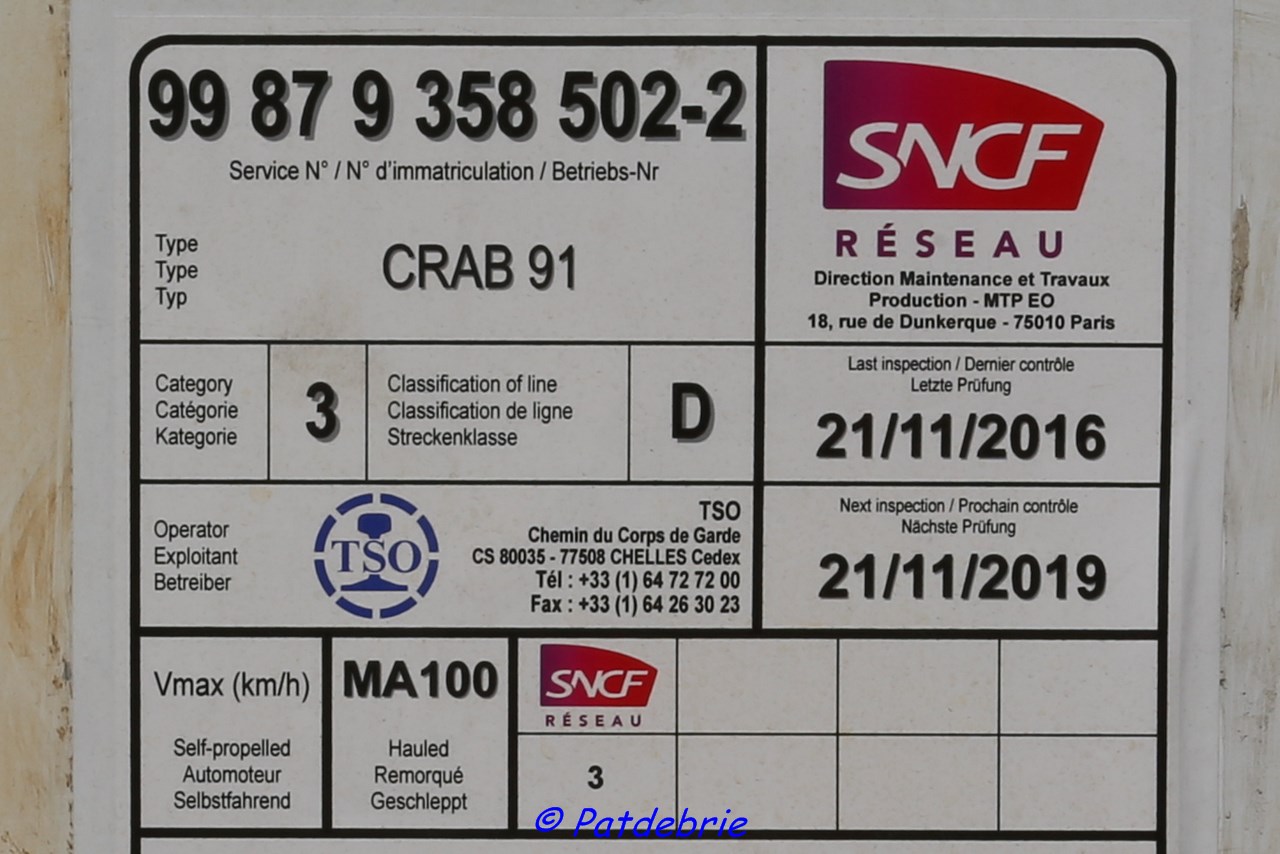 99 87 9 358 502-2
Service N° / N° d'immatriculation / Betriebs-Nr
Type
Type
Typ
CRAB 91
SNCF
RÉSEAU
Direction Maintenance et Travaux
Production - MTP EO
18, rue de Dunkerque - 75010 Paris
Category
Catégorie
Kategorie
3
Classification of line
Classification de ligne
Streckenklasse
D
Last inspection / Dernier contrôle
Letzte Prüfung
21/11/2016
Operator
Exploitant
Betreiber
TSO
TSO
Chemin du Corps de Garde
CS 80035 - 77508 CHELLES Cedex
Tél : +33 (1) 64 72 72 00
Fax : +33 (1) 64 26 30 23
Next inspection / Prochain contrôle
Nächste Prüfung
21/11/2019
Vmax (km/h)
Self-propelled
Automoteur
Selbstfahrend
MA100
Hauled
Remorqué
Geschleppt
SNCF
RÉSEAU
3
© Patdebrie